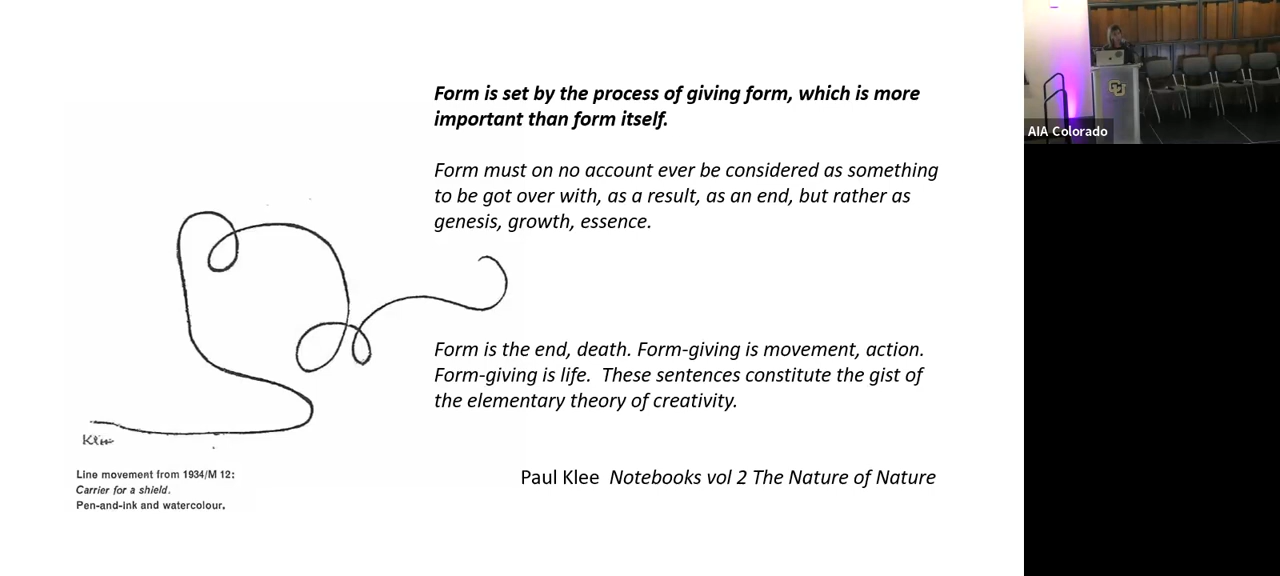 Form is set by the process of giving form, which is more
important than form itself.
Form must on no account ever be considered as something
to be got over with, as a result, as an end, but rather as
genesis, growth, essence.
Form is the end, death. Form-giving is movement, action.
Form-giving is life. These sentences constitute the gist of
the elementary theory of creativity.
Paul Klee Notebooks vol 2 The Nature of Nature
Klee
Line movement from 1934/M 12:
Carrier for a shield.
Pen-and-ink and watercolour.
AIA Colorado
CU